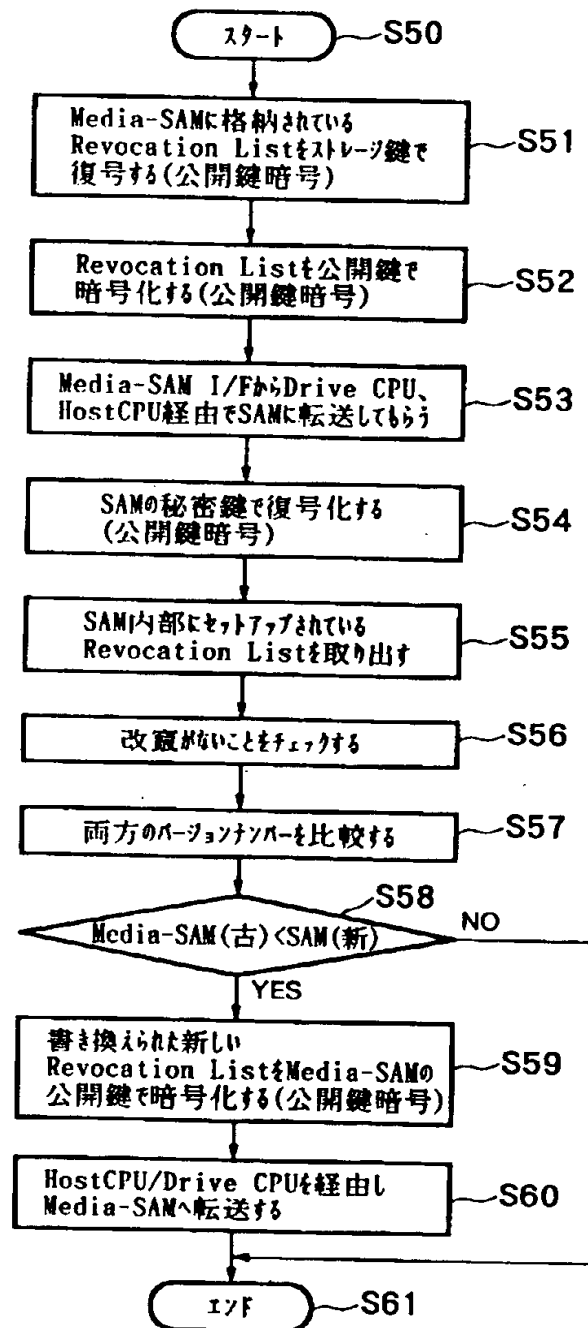 スタート
S50
Media-SAMに格納されている
Revocation Listをストレージ鍵で
復号する(公開鍵暗号)
S51
Revocation Listを公開鍵で
暗号化する(公開鍵暗号)
S52
Media-SAM I/FからDrive CPU、
HostCPU経由でSAMに転送してもらう
S53
SAMの秘密鍵で復号化する
(公開鍵暗号)
S54
SAM内部にセットアップされている
Revocation Listを取り出す
S55
改竄がないことをチェックする
S56
両方のバージョンナンバーを比較する
S57
S58
Media-SAM(古)<SAM(新)
NO
YES
書き換えられた新しい
Revocation ListをMedia-SAMの
公開鍵で暗号化する(公開鍵暗号)
S59
HostCPU/Drive CPUを経由し
Media-SAMへ転送する
S60
エンド
S61